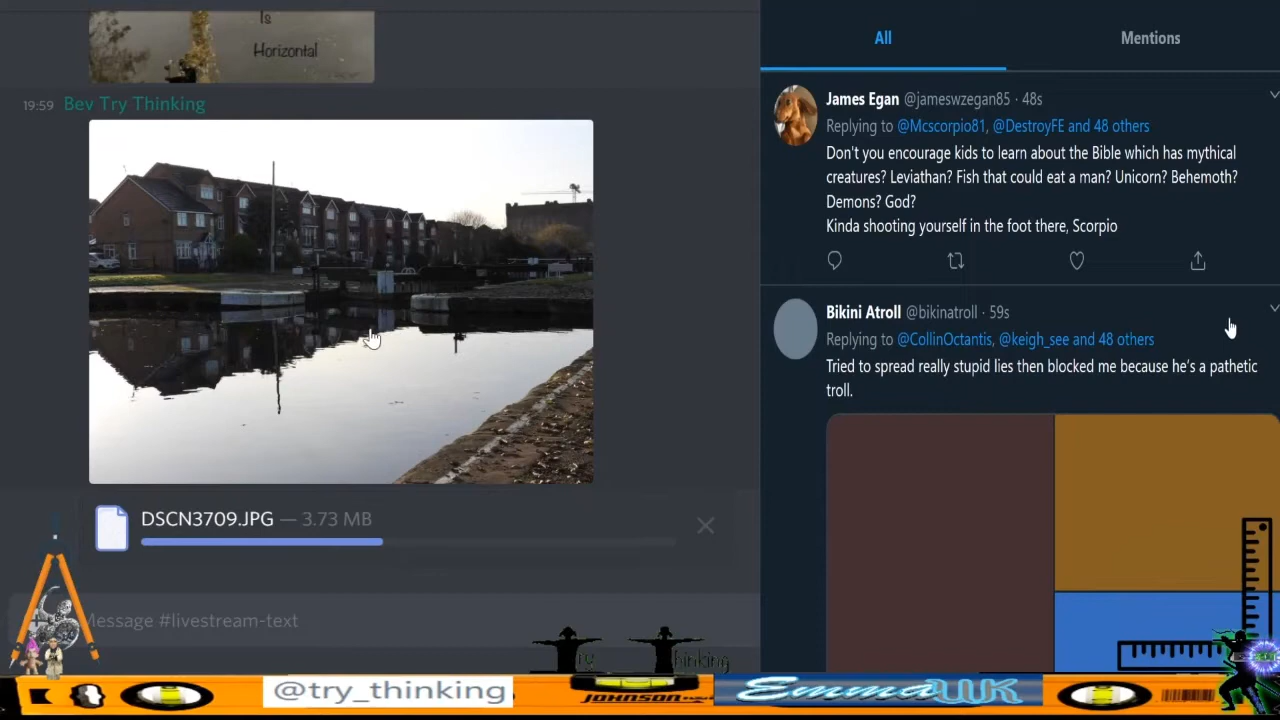 Is
Horizontal
19:59 Bev Try Thinking
DSCN3709.JPG — 3.73 MB
Message #livestream-text
All
Mentions
James Egan @jameswzegan85 · 48s
Replying to @Mcscorpio81, @DestroyFE and 48 others
Don't you encourage kids to learn about the Bible which has mythical
creatures? Leviathan? Fish that could eat a man? Unicorn? Behemoth?
Demons? God?
Kinda shooting yourself in the foot there, Scorpio
Bikini Atroll @bikinatroll · 59s
Replying to @CollinOctantis, @keigh_see and 48 others
Tried to spread really stupid lies then blocked me because he's a pathetic
troll.
Try Thinking
@try_thinking
JOHNSON
EmmaUK